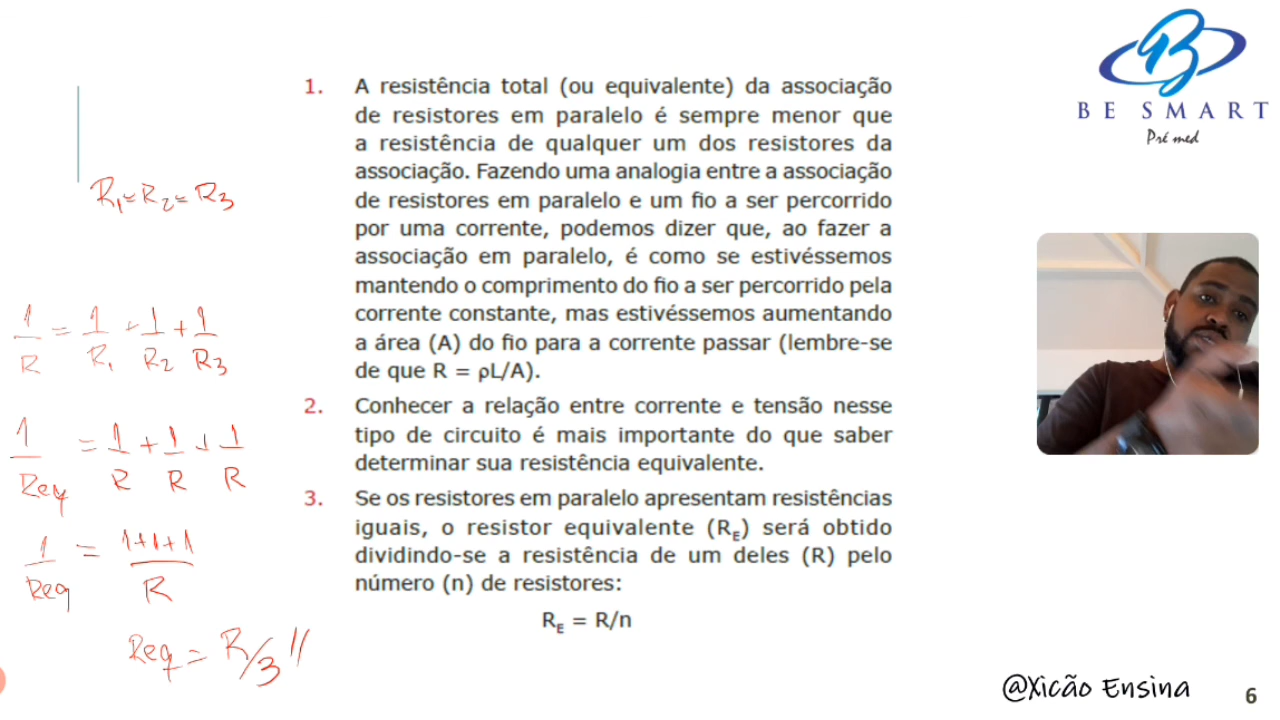 BE SMART
Pré med
1. A resistência total (ou equivalente) da associação
de resistores em paralelo é sempre menor que
a resistência de qualquer um dos resistores da
associação. Fazendo uma analogia entre a associação
de resistores em paralelo e um fio a ser percorrido
por uma corrente, podemos dizer que, ao fazer a
associação em paralelo, é como se estivéssemos
mantendo o comprimento do fio a ser percorrido pela
corrente constante, mas estivéssemos aumentando
a área (A) do fio para a corrente passar (lembre-se
de que R = ρL/A).
2. Conhecer a relação entre corrente e tensão nesse
tipo de circuito é mais importante do que saber
determinar sua resistência equivalente.
3. Se os resistores em paralelo apresentam resistências
iguais, o resistor equivalente (R_E) será obtido
dividindo-se a resistência de um deles (R) pelo
número (n) de resistores:
R_E = R/n
R1 = R2 = R3
1/R = 1/R1 + 1/R2 + 1/R3
1/Req = 1/R + 1/R + 1/R
1/Req = 1+1+1/R
Req = R/3 //
@Xicão Ensina
6